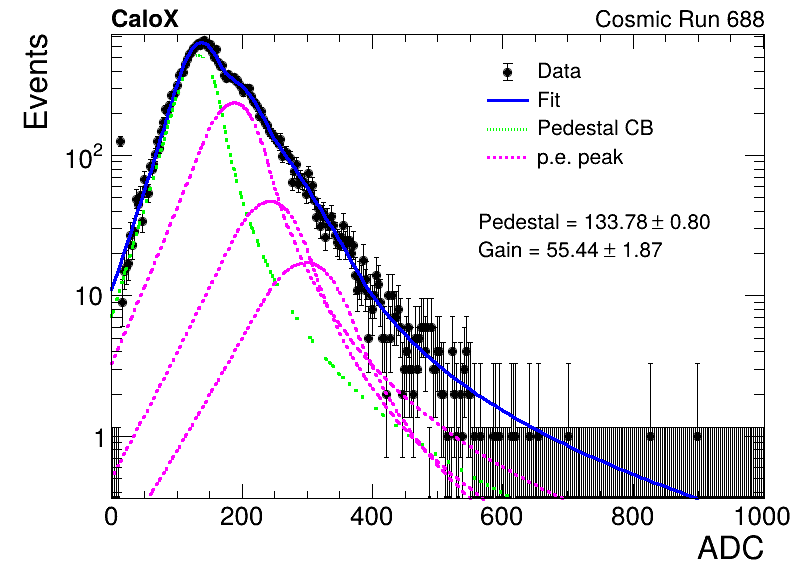 CaloX Cosmic Run 688
Events
Data
Fit
Pedestal CB
p.e. peak
Pedestal = 133.78 ± 0.80
Gain = 55.44 ± 1.87
10²
10
1
0 200 400 600 800 1000
ADC